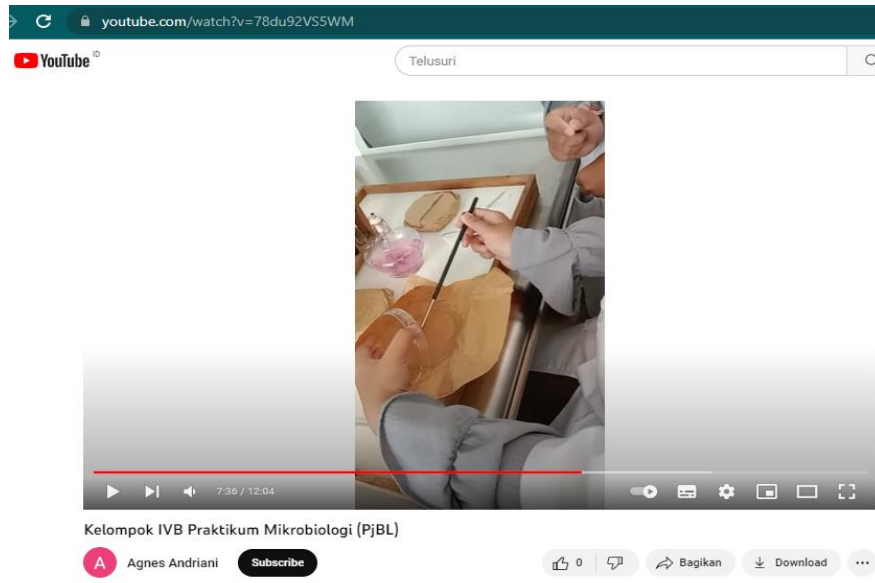 youtube.com/watch?v=78du92VS5WM
YouTube ID
Telusuri
7:36 / 12:04
Kelompok IVB Praktikum Mikrobiologi (PjBL)
A
Agnes Andriani
Subscribe
0
Bagikan
Download